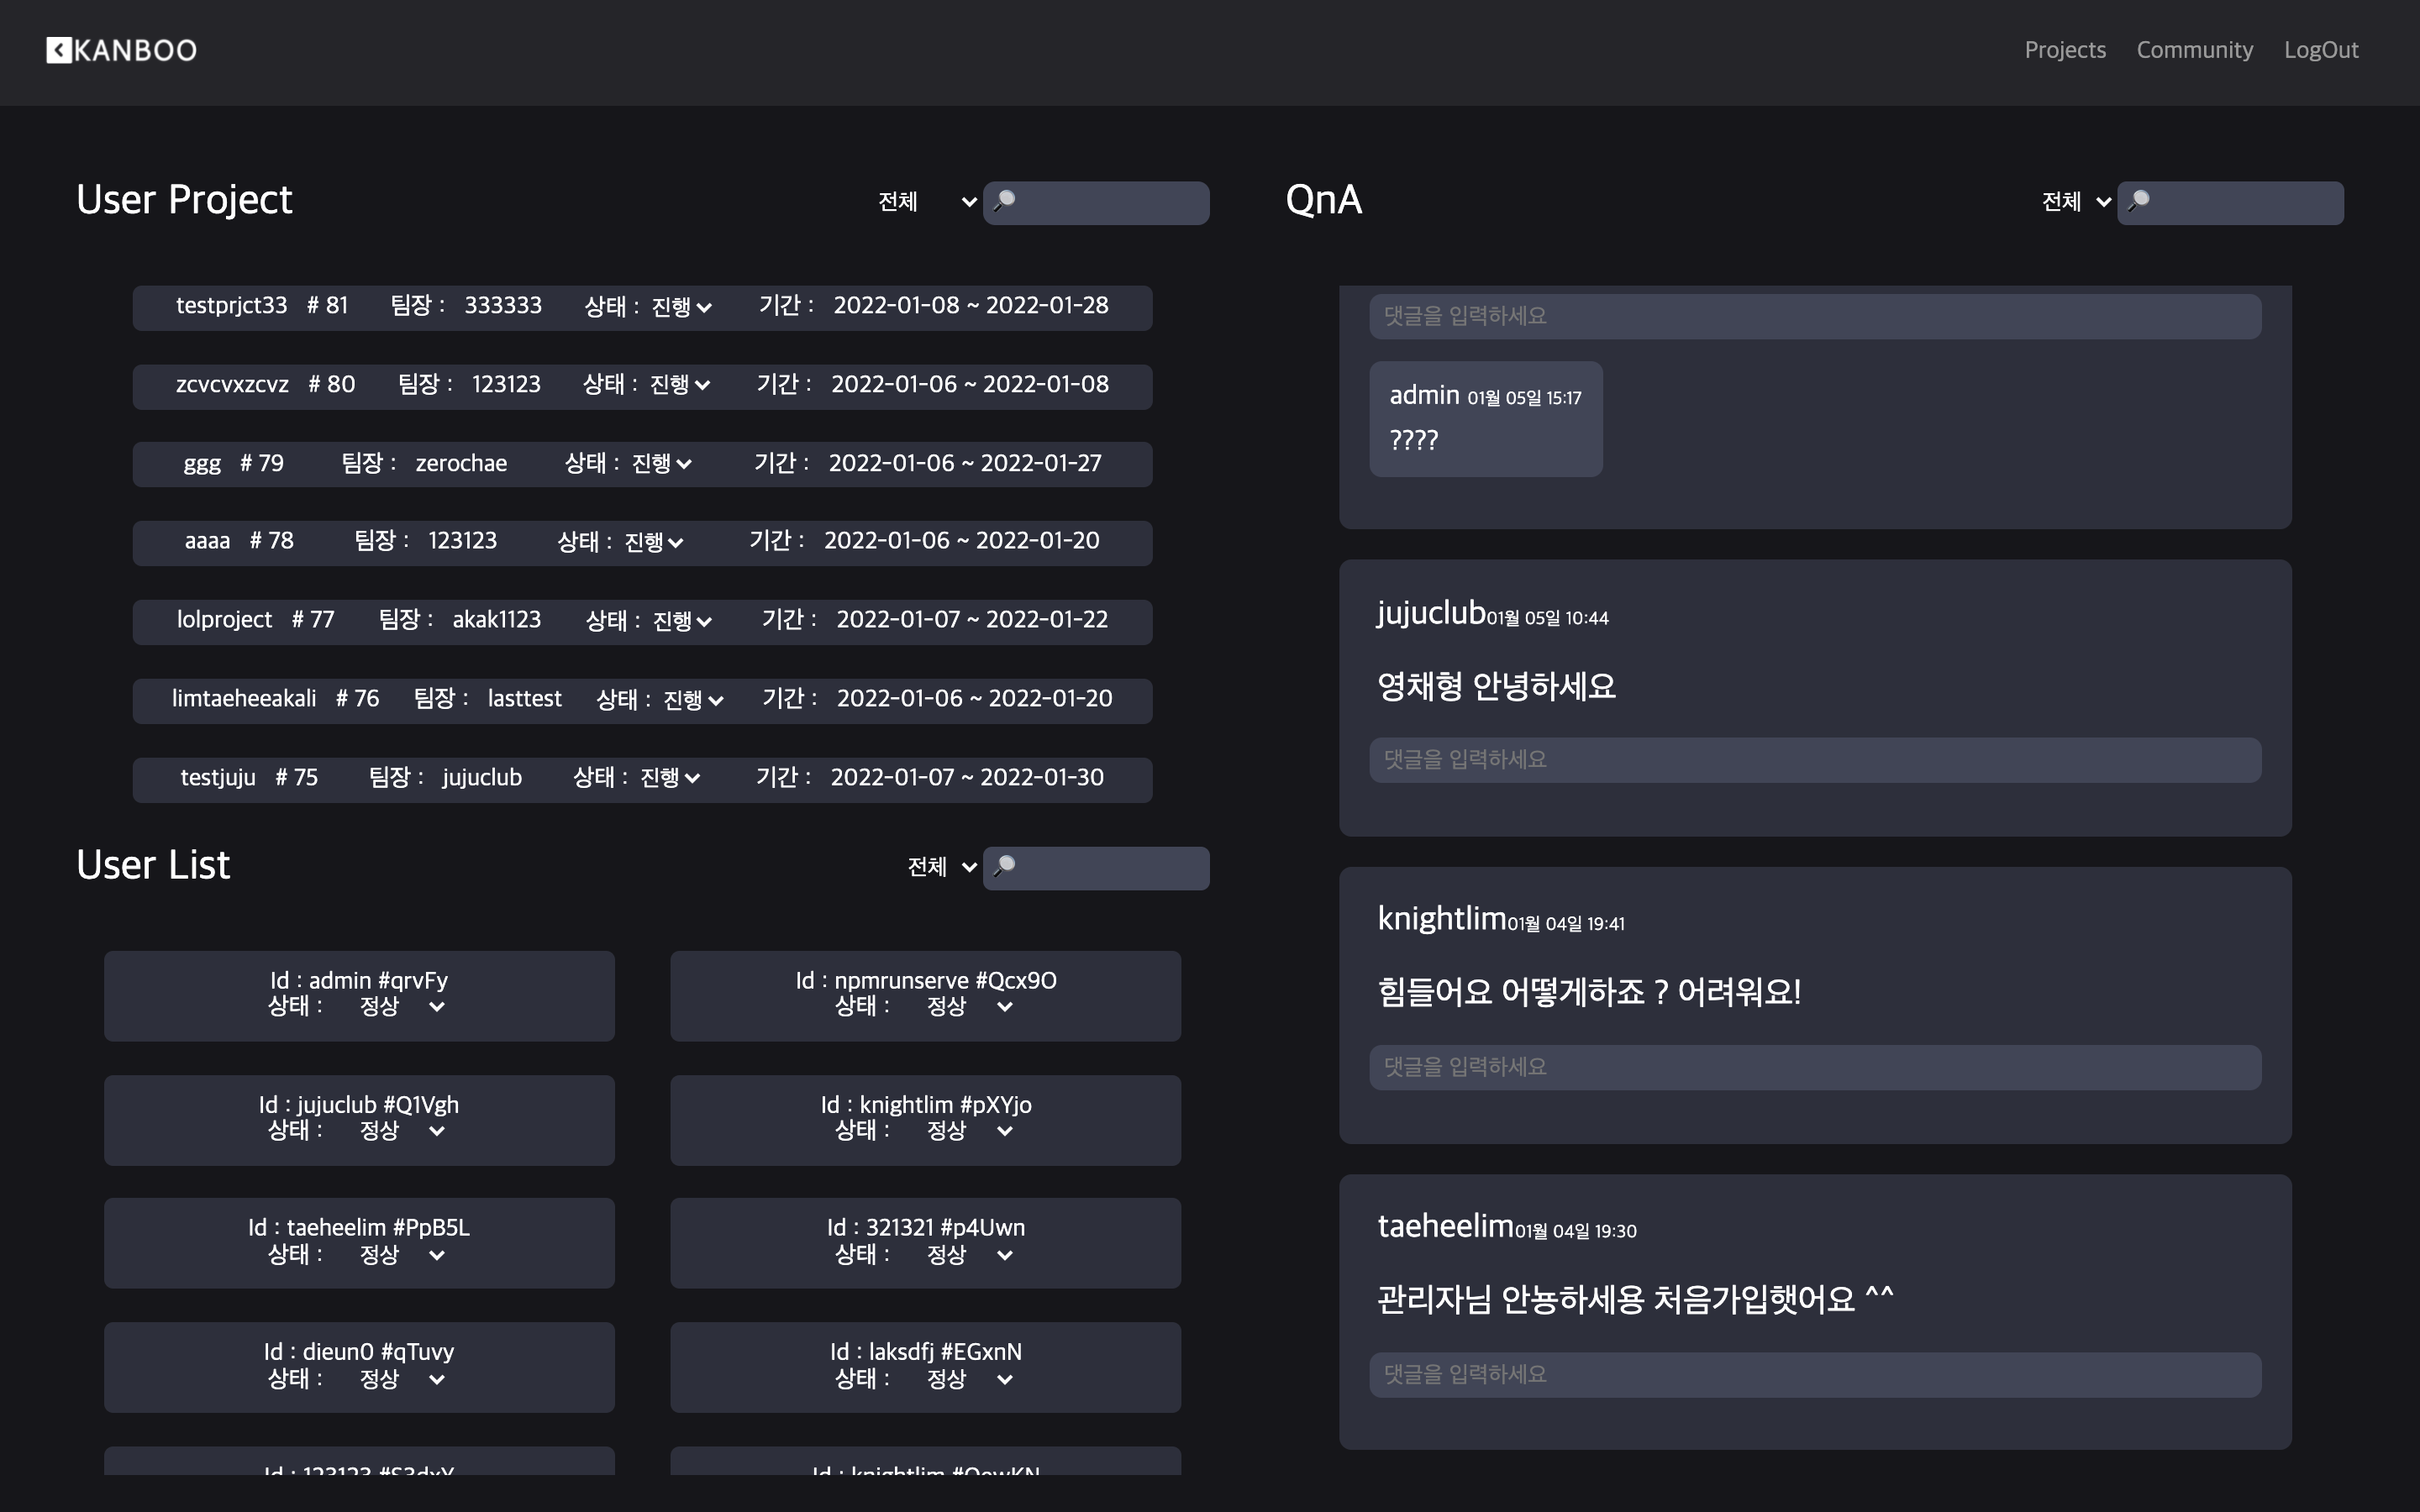 KANBOO
Projects Community LogOut
User Project 전체
testprjct33 # 81 팀장 : 333333 상태 : 진행 기간 : 2022-01-08 ~ 2022-01-28
zcvcvxzcvz # 80 팀장 : 123123 상태 : 진행 기간 : 2022-01-06 ~ 2022-01-08
ggg # 79 팀장 : zerochae 상태 : 진행 기간 : 2022-01-06 ~ 2022-01-27
aaaa # 78 팀장 : 123123 상태 : 진행 기간 : 2022-01-06 ~ 2022-01-20
lolproject # 77 팀장 : akak1123 상태 : 진행 기간 : 2022-01-07 ~ 2022-01-22
limtaeheeakali # 76 팀장 : lasttest 상태 : 진행 기간 : 2022-01-06 ~ 2022-01-20
testjuju # 75 팀장 : jujuclub 상태 : 진행 기간 : 2022-01-07 ~ 2022-01-30
User List 전체
Id : admin #qrvFy
상태 : 정상
Id : npmrunserve #Qcx9O
상태 : 정상
Id : jujuclub #Q1Vgh
상태 : 정상
Id : knightlim #pXYjo
상태 : 정상
Id : taeheelim #PpB5L
상태 : 정상
Id : 321321 #p4Uwn
상태 : 정상
Id : dieun0 #qTuvy
상태 : 정상
Id : laksdfj #EGxnN
상태 : 정상
Id : 123123
Id : knightlim
QnA 전체
댓글을 입력하세요
admin 01월 05일 15:17
????
jujuclub01월 05일 10:44
영채형 안녕하세요
댓글을 입력하세요
knightlim01월 04일 19:41
힘들어요 어떻게하죠 ? 어려워요!
댓글을 입력하세요
taeheelim01월 04일 19:30
관리자님 안뇽하세용 처음가입햇어요 ^^
댓글을 입력하세요